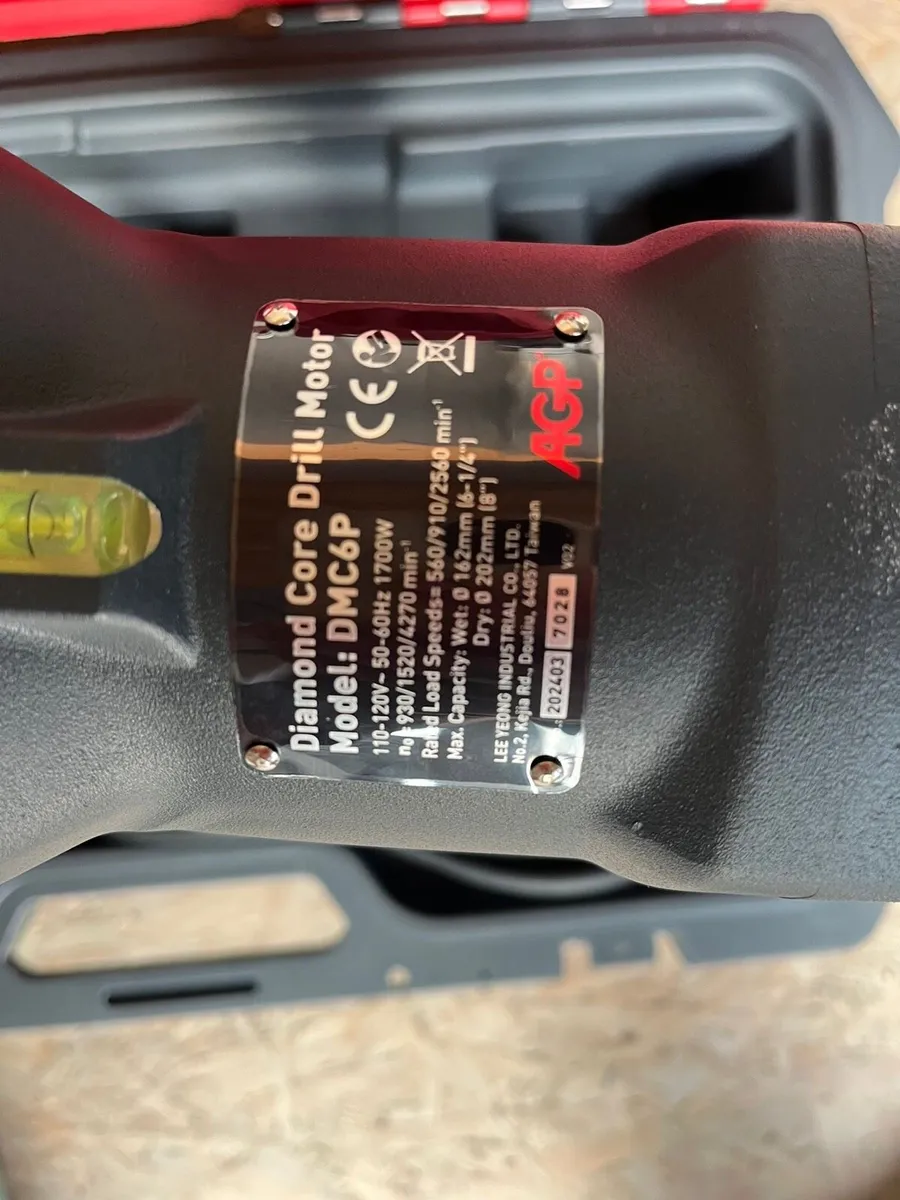 Diamond Core Drill Motor
Model: DMC6P
110-120V~ 50-60Hz 1700W
n₀= 930/1520/4270 min⁻¹
Rated Load Speeds= 560/910/2560 min⁻¹
Max. Capacity: Wet: Ø 162mm (6-1/4")
Dry: Ø 202mm (8")
LEE YEONG INDUSTRIAL CO., LTD.
No.2, Kejia Rd., Douliu, 64057 Taiwan
202403 7028 V02
CE
AGP